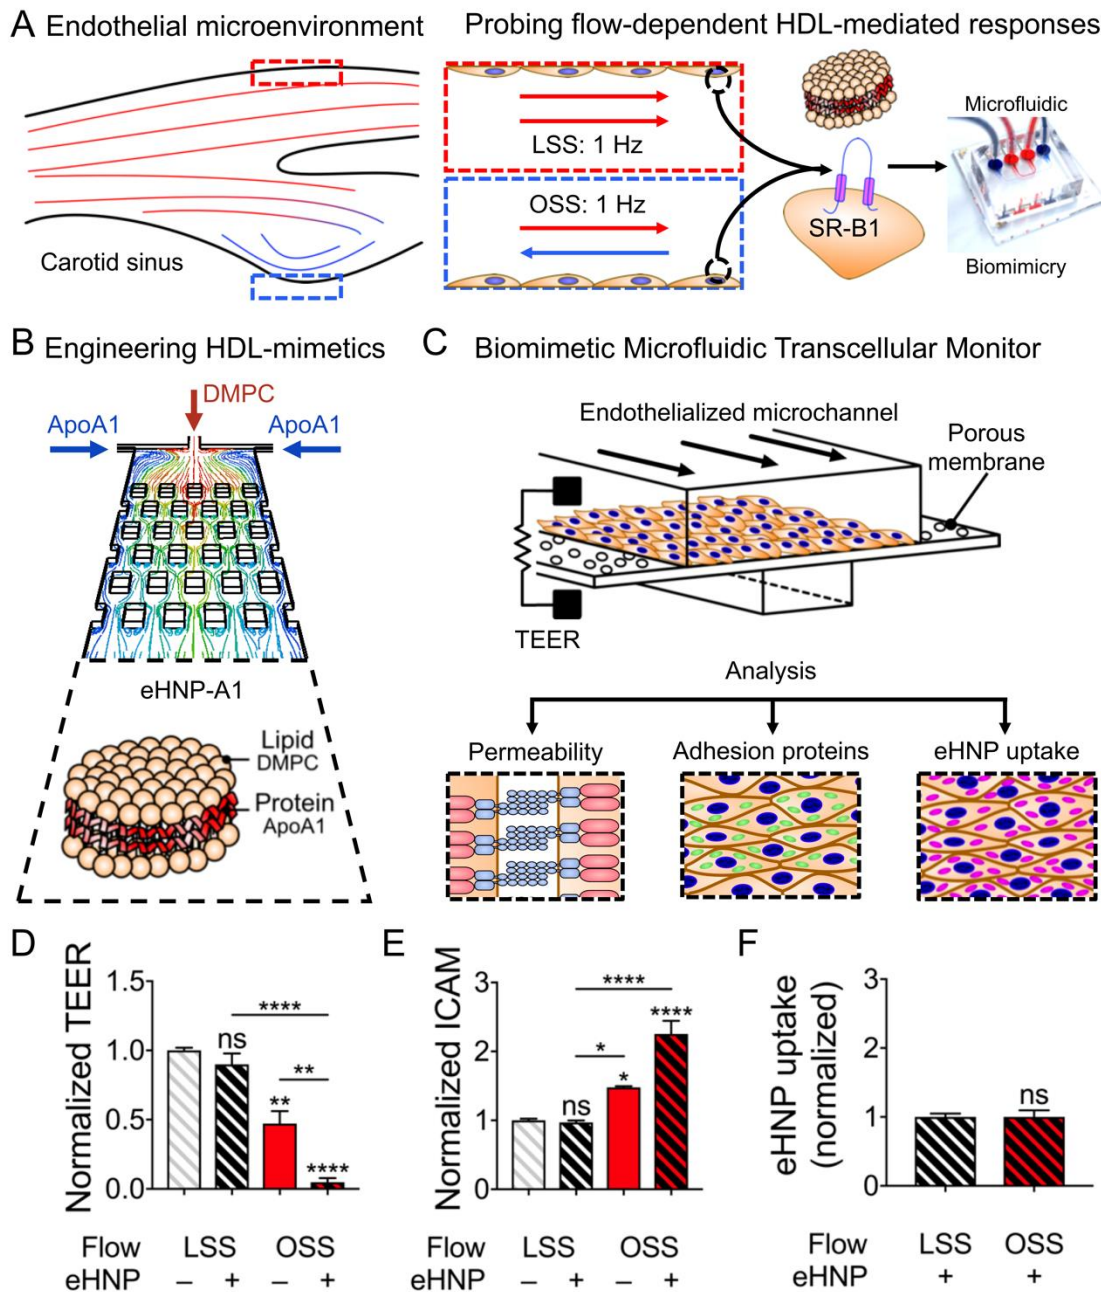 A Endothelial microenvironment
Probing flow-dependent HDL-mediated responses
Carotid sinus
LSS: 1 Hz
OSS: 1 Hz
SR-B1
Microfluidic
Biomimicry
B Engineering HDL-mimetics
DMPC
ApoA1
ApoA1
eHNP-A1
Lipid
DMPC
Protein
ApoA1
C Biomimetic Microfluidic Transcellular Monitor
Endothelialized microchannel
Porous
membrane
TEER
Analysis
Permeability
Adhesion proteins
eHNP uptake
D
Normalized TEER
1.5
1.0
0.5
0.0
ns
**
****
**
****
Flow LSS OSS
eHNP – + – +
E
Normalized ICAM
3
2
1
0
ns
*
*
****
****
Flow LSS OSS
eHNP – + – +
F
eHNP uptake
(normalized)
3
2
1
0
ns
Flow LSS OSS
eHNP + +